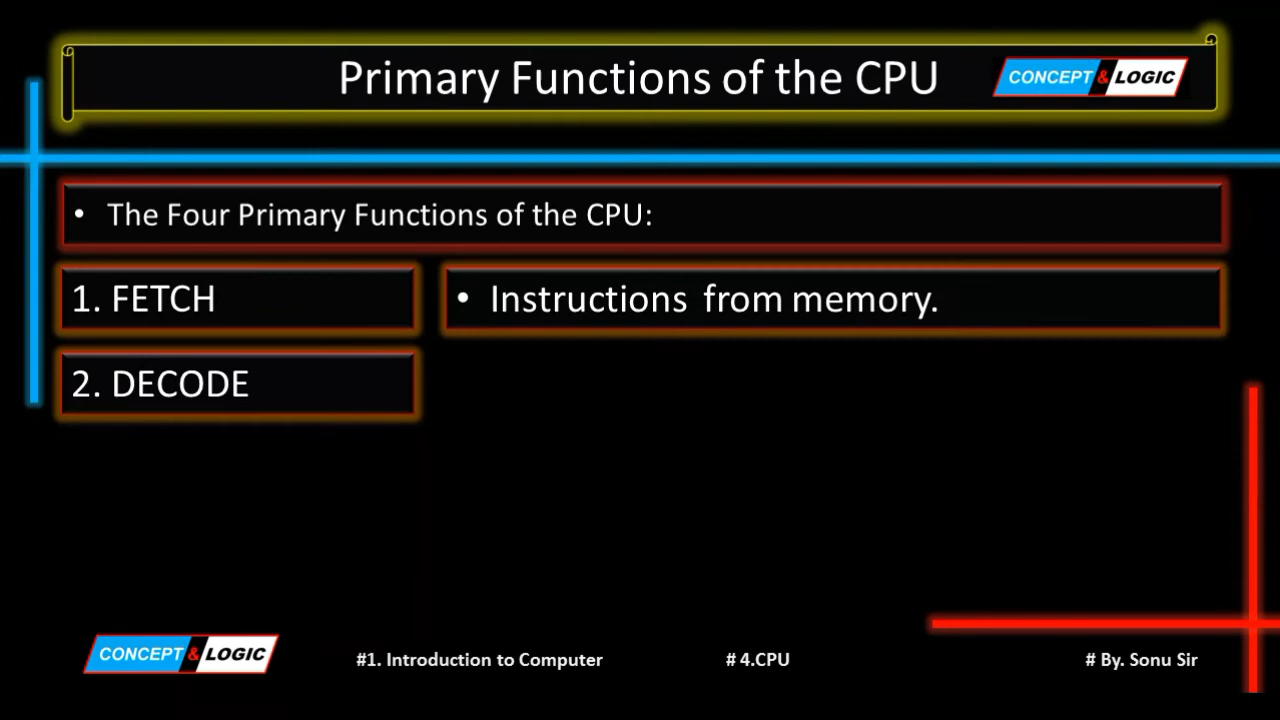 Primary Functions of the CPU
CONCEPT & LOGIC
• The Four Primary Functions of the CPU:
1. FETCH
• Instructions from memory.
2. DECODE
CONCEPT & LOGIC
#1. Introduction to Computer
# 4.CPU
# By. Sonu Sir